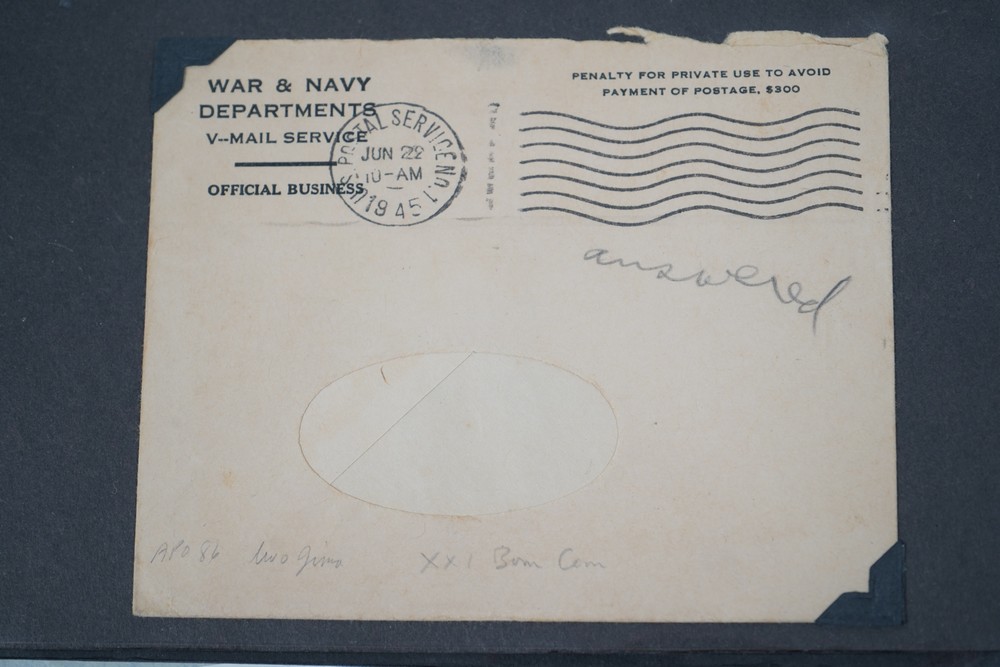 WAR & NAVY
DEPARTMENTS
V--MAIL SERVICE
OFFICIAL BUSINESS
U.S. POSTAL SERVICE NO. 1
JUN 22
10-AM
1945
PENALTY FOR PRIVATE USE TO AVOID
PAYMENT OF POSTAGE, $300
answered
APO 86 Iwo Jima XXI Bom Com